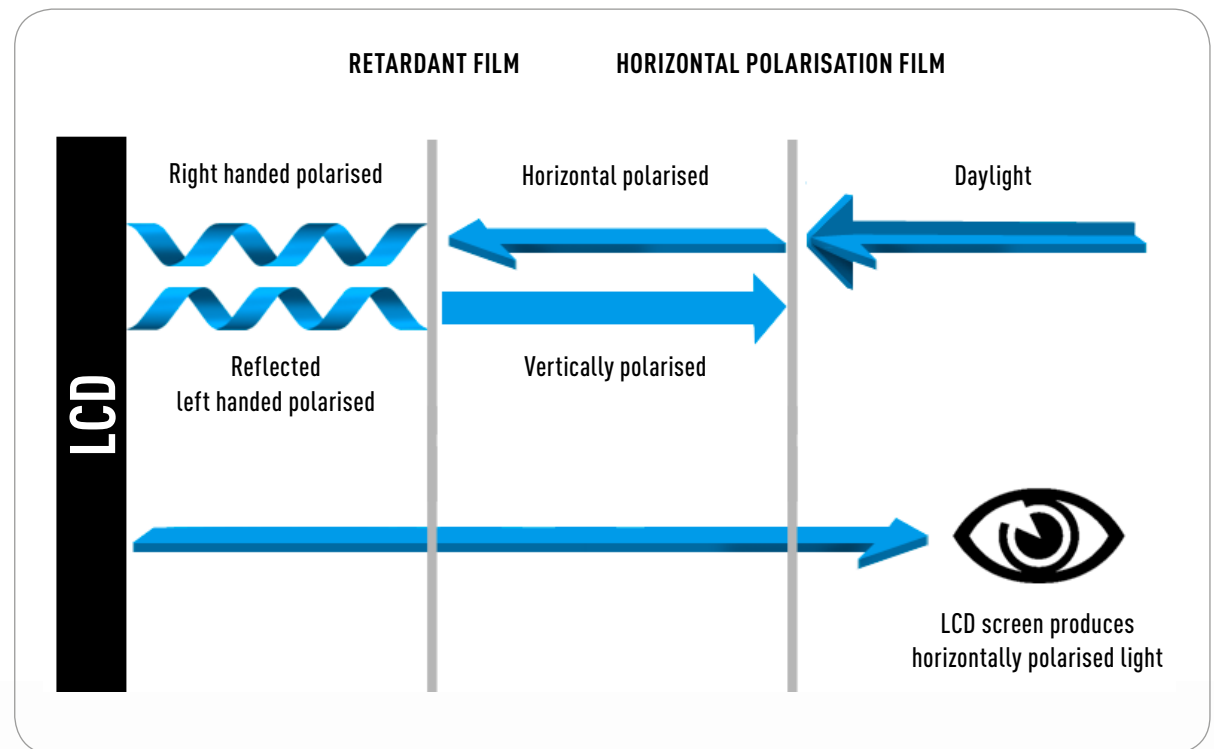 RETARDANT FILM
HORIZONTAL POLARISATION FILM
Right handed polarised
Horizontal polarised
Daylight
Reflected
left handed polarised
Vertically polarised
LCD
LCD screen produces
horizontally polarised light